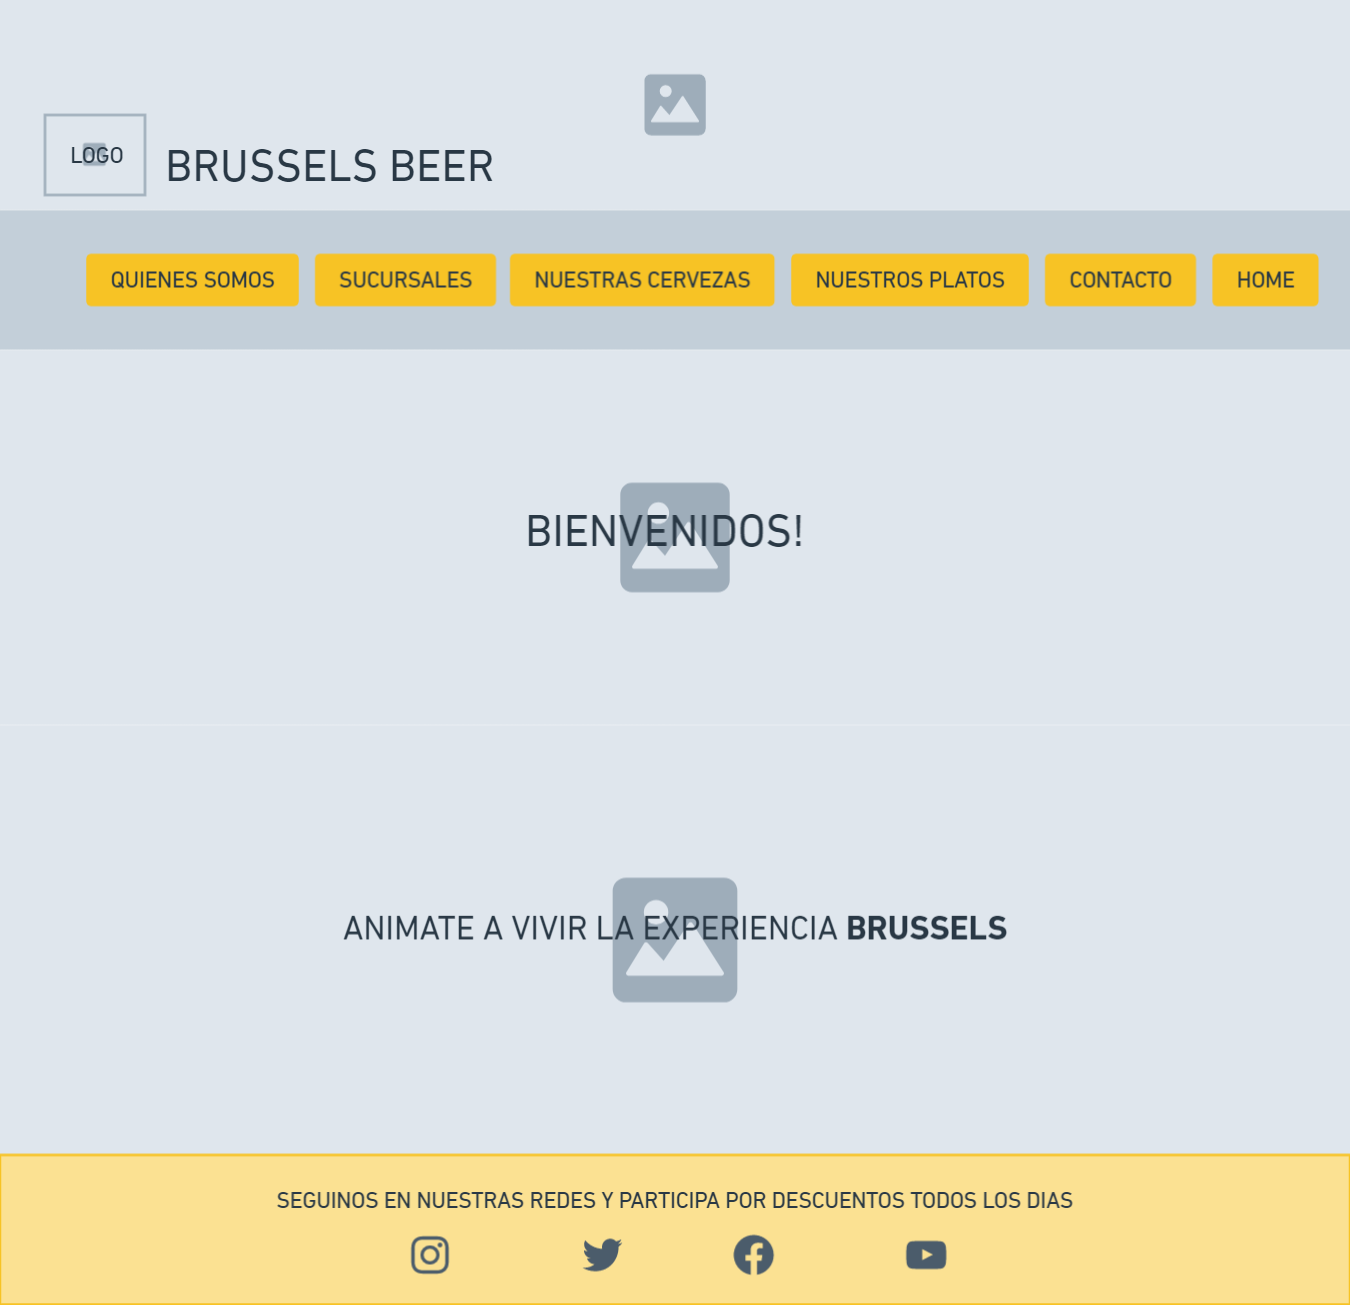 LOGO
BRUSSELS BEER
QUIENES SOMOS
SUCURSALES
NUESTRAS CERVEZAS
NUESTROS PLATOS
CONTACTO
HOME
BIENVENIDOS!
ANIMATE A VIVIR LA EXPERIENCIA BRUSSELS
SEGUINOS EN NUESTRAS REDES Y PARTICIPA POR DESCUENTOS TODOS LOS DIAS